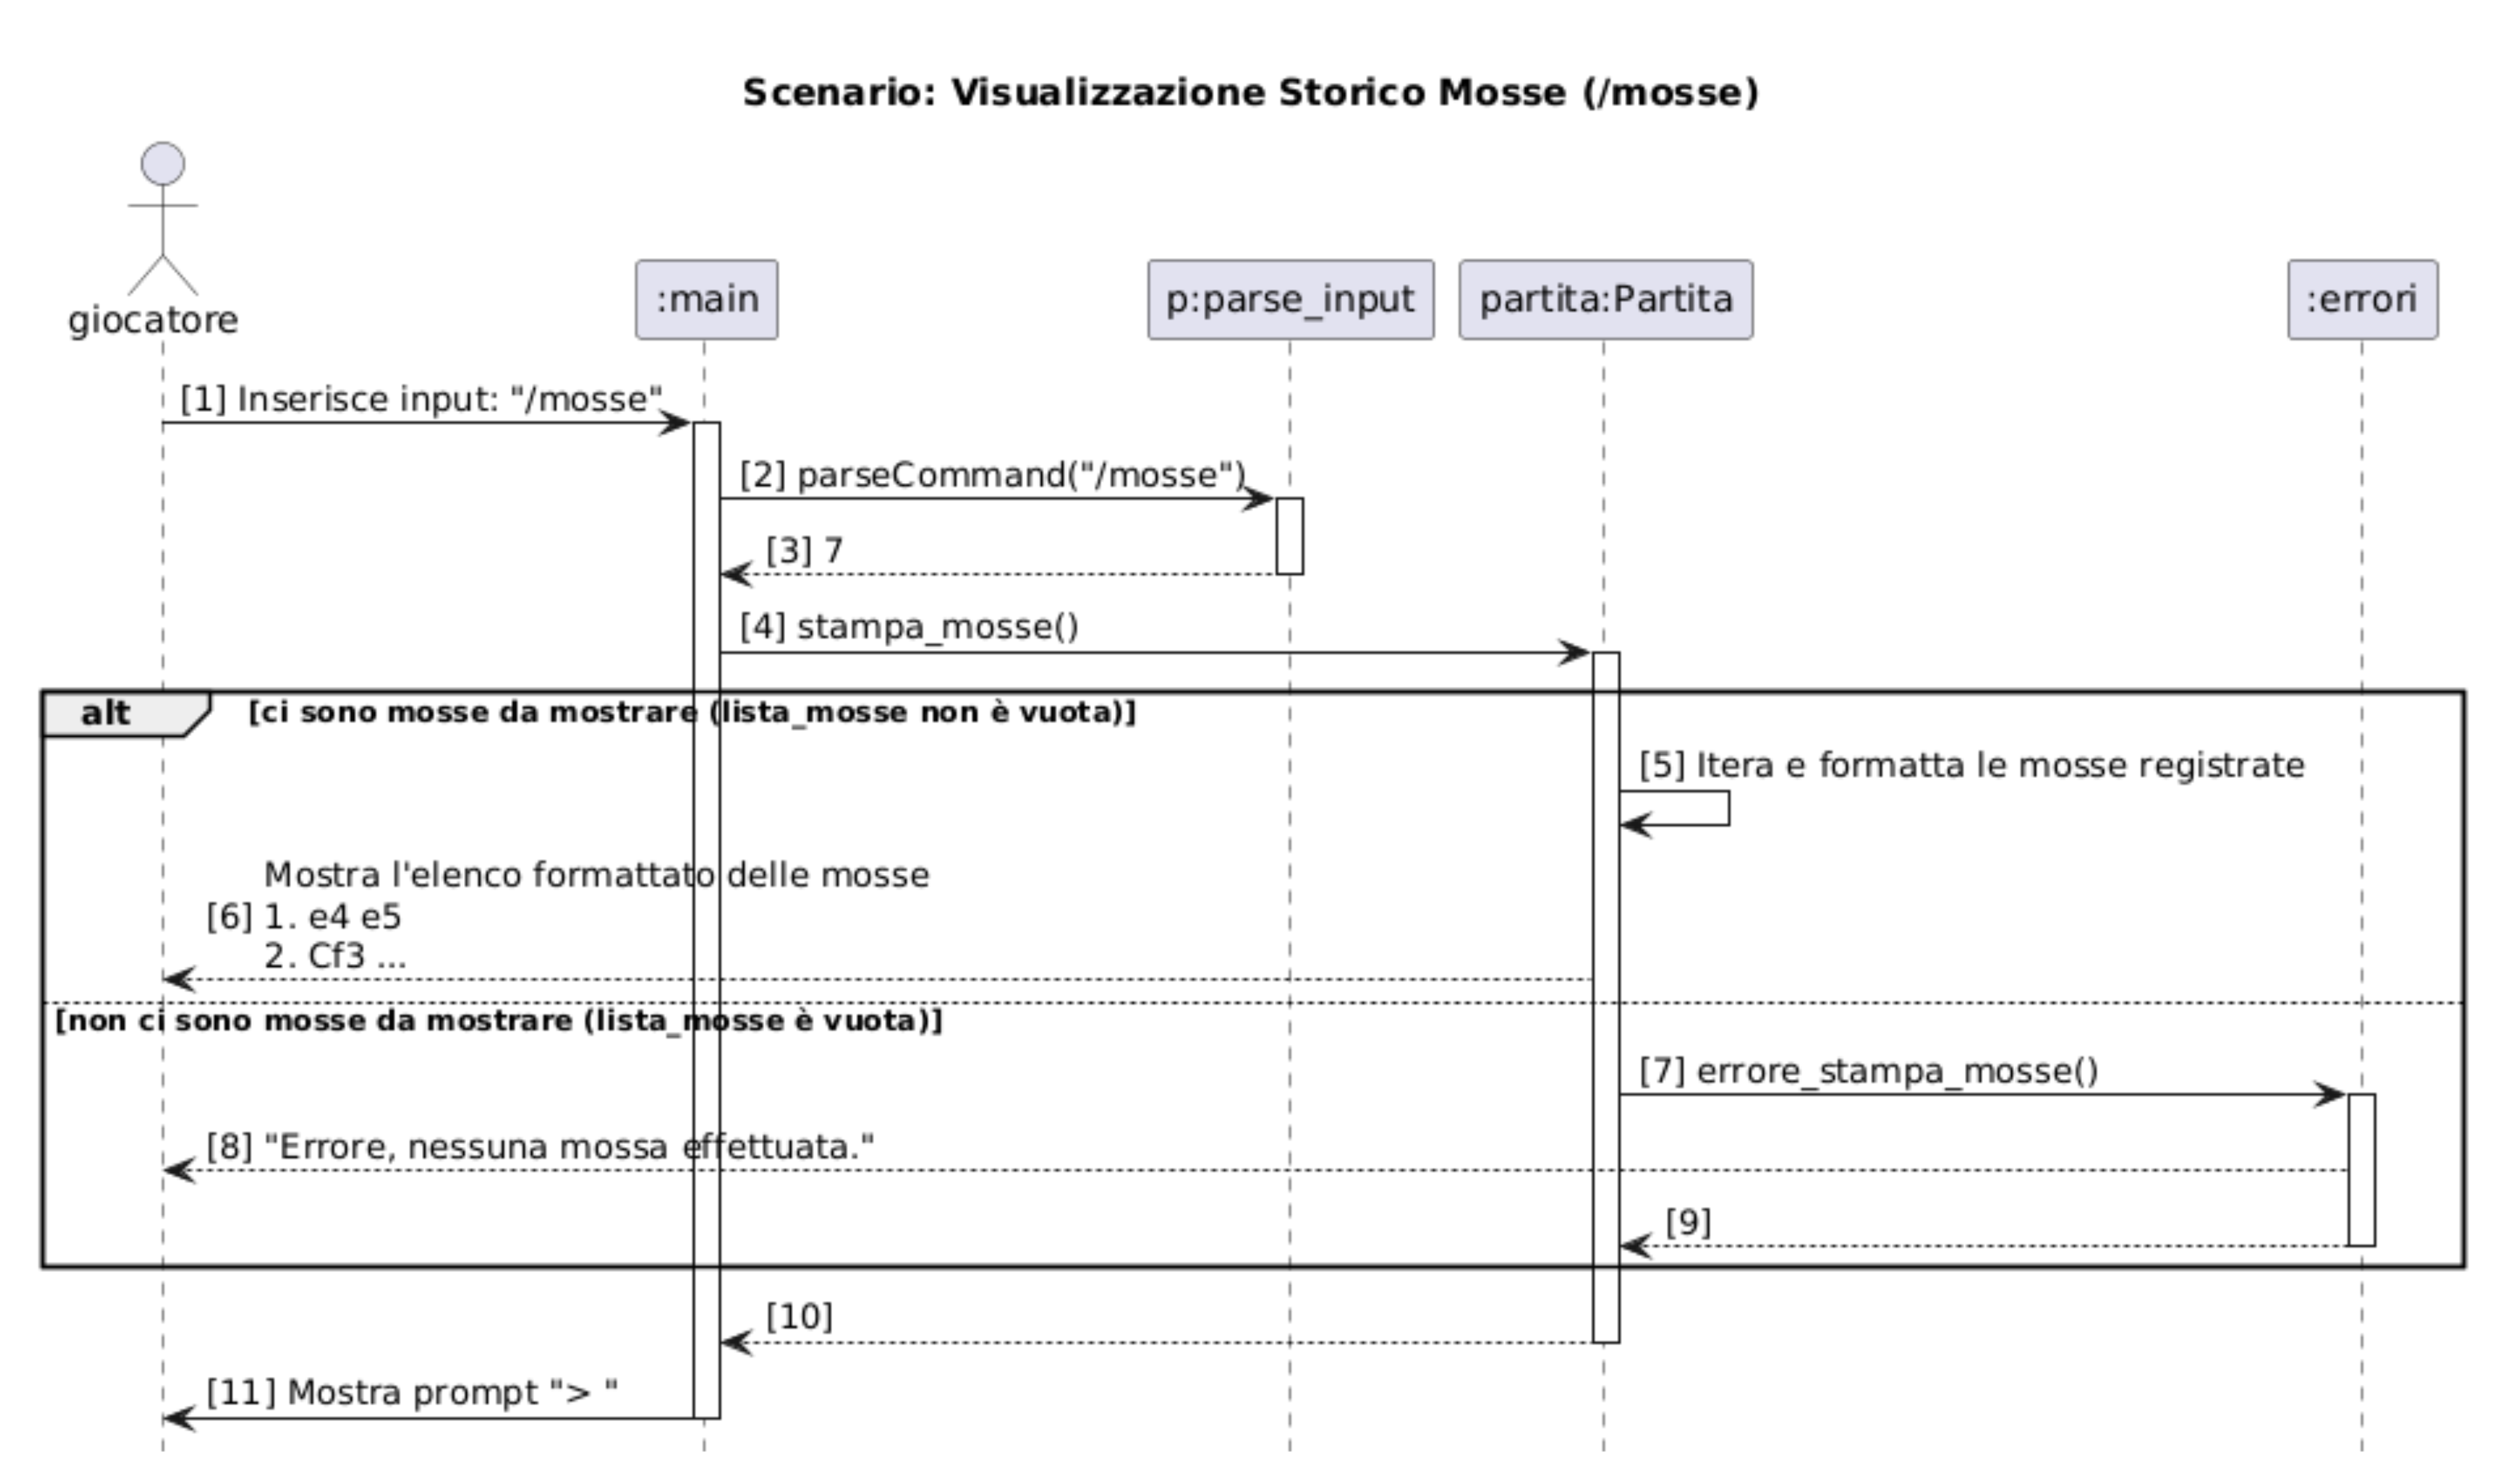 Scenario: Visualizzazione Storico Mosse (/mosse)
giocatore
:main
p:parse_input
partita:Partita
:errori
[1] Inserisce input: "/mosse"
[2] parseCommand("/mosse")
[3] 7
[4] stampa_mosse()
alt
[ci sono mosse da mostrare (lista_mosse non è vuota)]
[5] Itera e formatta le mosse registrate
Mostra l'elenco formattato delle mosse
[6] 1. e4 e5
2. Cf3 ...
[non ci sono mosse da mostrare (lista_mosse è vuota)]
[7] errore_stampa_mosse()
[8] "Errore, nessuna mossa effettuata."
[9]
[10]
[11] Mostra prompt "> "